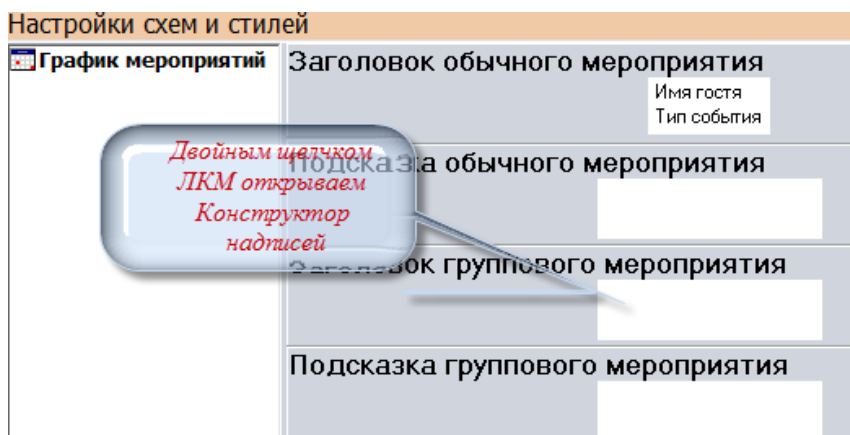 Настройки схем и стилей
График мероприятий
Заголовок обычного мероприятия
Имя гостя
Тип события
Двойным щелчком
ЛКМ открываем
Конструктор
надписей
Подсказка обычного мероприятия
Заголовок группового мероприятия
Подсказка группового мероприятия